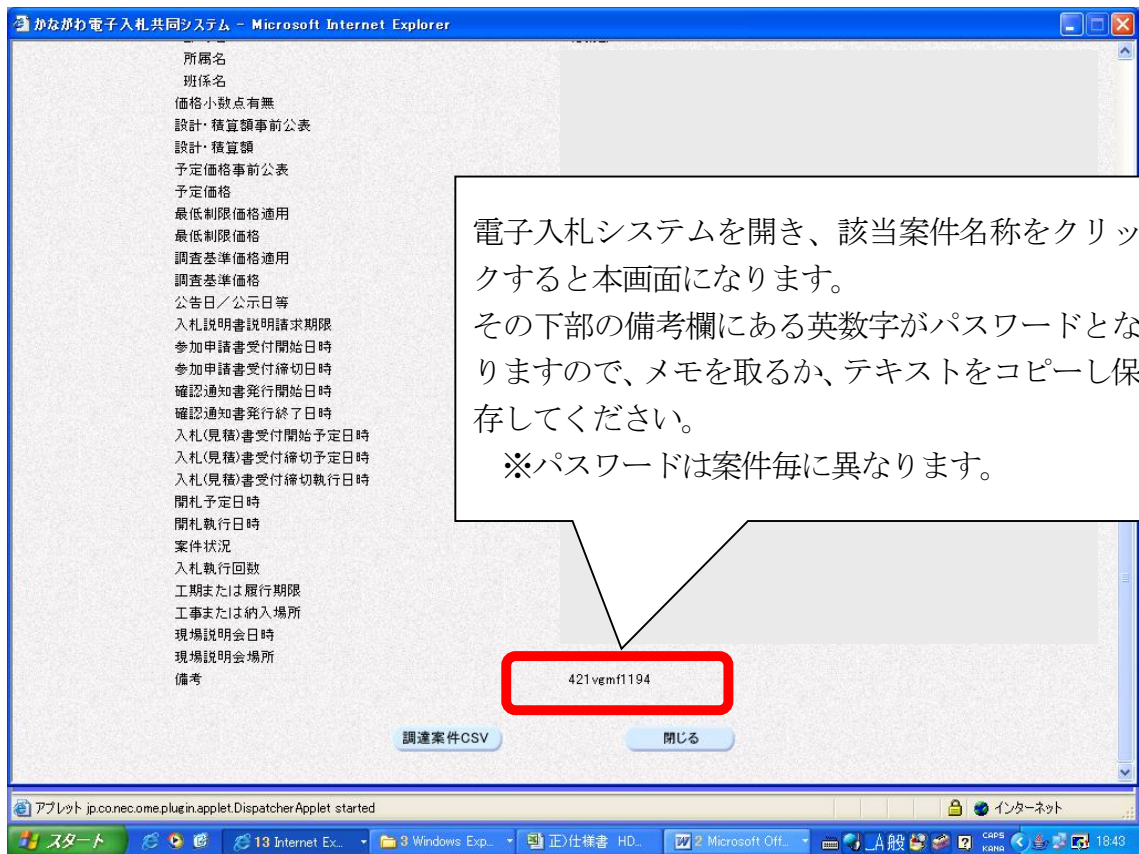 かながわ電子入札共同システム - Microsoft Internet Explorer
所属名
班係名
価格小数点有無
設計・積算額事前公表
設計・積算額
予定価格事前公表
予定価格
最低制限価格適用
最低制限価格
調査基準価格適用
調査基準価格
公告日／公示日等
入札説明書説明請求期限
参加申請書受付開始日時
参加申請書受付締切日時
確認通知書発行開始日時
確認通知書発行終了日時
入札(見積)書受付開始予定日時
入札(見積)書受付締切予定日時
入札(見積)書受付締切執行日時
開札予定日時
開札執行日時
案件状況
入札執行回数
工期または履行期限
工事または納入場所
現場説明会日時
現場説明会場所
備考 421vgmf1194
電子入札システムを開き、該当案件名称をクリッ
クすると本画面になります。
その下部の備考欄にある英数字がパスワードとな
りますので、メモを取るか、テキストをコピーし保
存してください。
※パスワードは案件毎に異なります。
調達案件CSV 閉じる
アプレット jp.co.nec.ome.plugin.applet.DispatcherApplet started インターネット
スタート 13 Internet Ex... 3 Windows Exp... 正)仕様書 HD... 2 Microsoft Off... A般 CAPS KANA 18:43